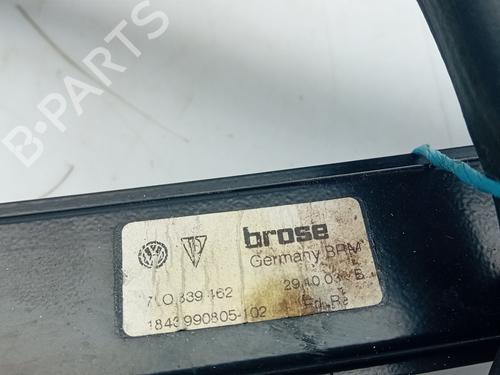 B-PARTS
brose
Germany BRM
7L0 839 462
29.10.03
1843 990805-102